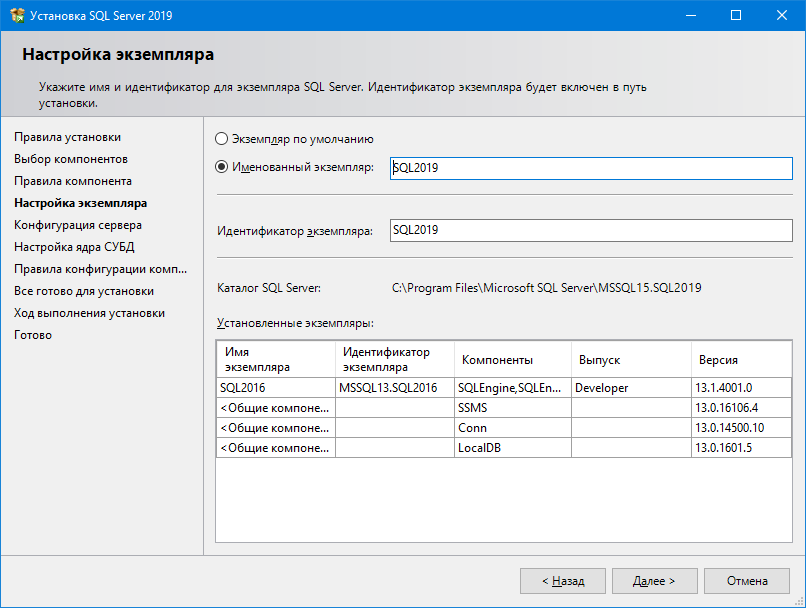 Установка SQL Server 2019
Настройка экземпляра
Укажите имя и идентификатор для экземпляра SQL Server. Идентификатор экземпляра будет включен в путь
установки.
Правила установки
Выбор компонентов
Правила компонента
Настройка экземпляра
Конфигурация сервера
Настройка ядра СУБД
Правила конфигурации комп...
Все готово для установки
Ход выполнения установки
Готово
Экземпляр по умолчанию
Именованный экземпляр: SQL2019
Идентификатор экземпляра: SQL2019
Каталог SQL Server: C:\Program Files\Microsoft SQL Server\MSSQL15.SQL2019
Установленные экземпляры:
Имя экземпляра Идентификатор экземпляра Компоненты Выпуск Версия
SQL2016 MSSQL13.SQL2016 SQLEngine,SQLEn... Developer 13.1.4001.0
<Общие компоне... SSMS 13.0.16106.4
<Общие компоне... Conn 13.0.14500.10
<Общие компоне... LocalDB 13.0.1601.5
< Назад Далее > Отмена